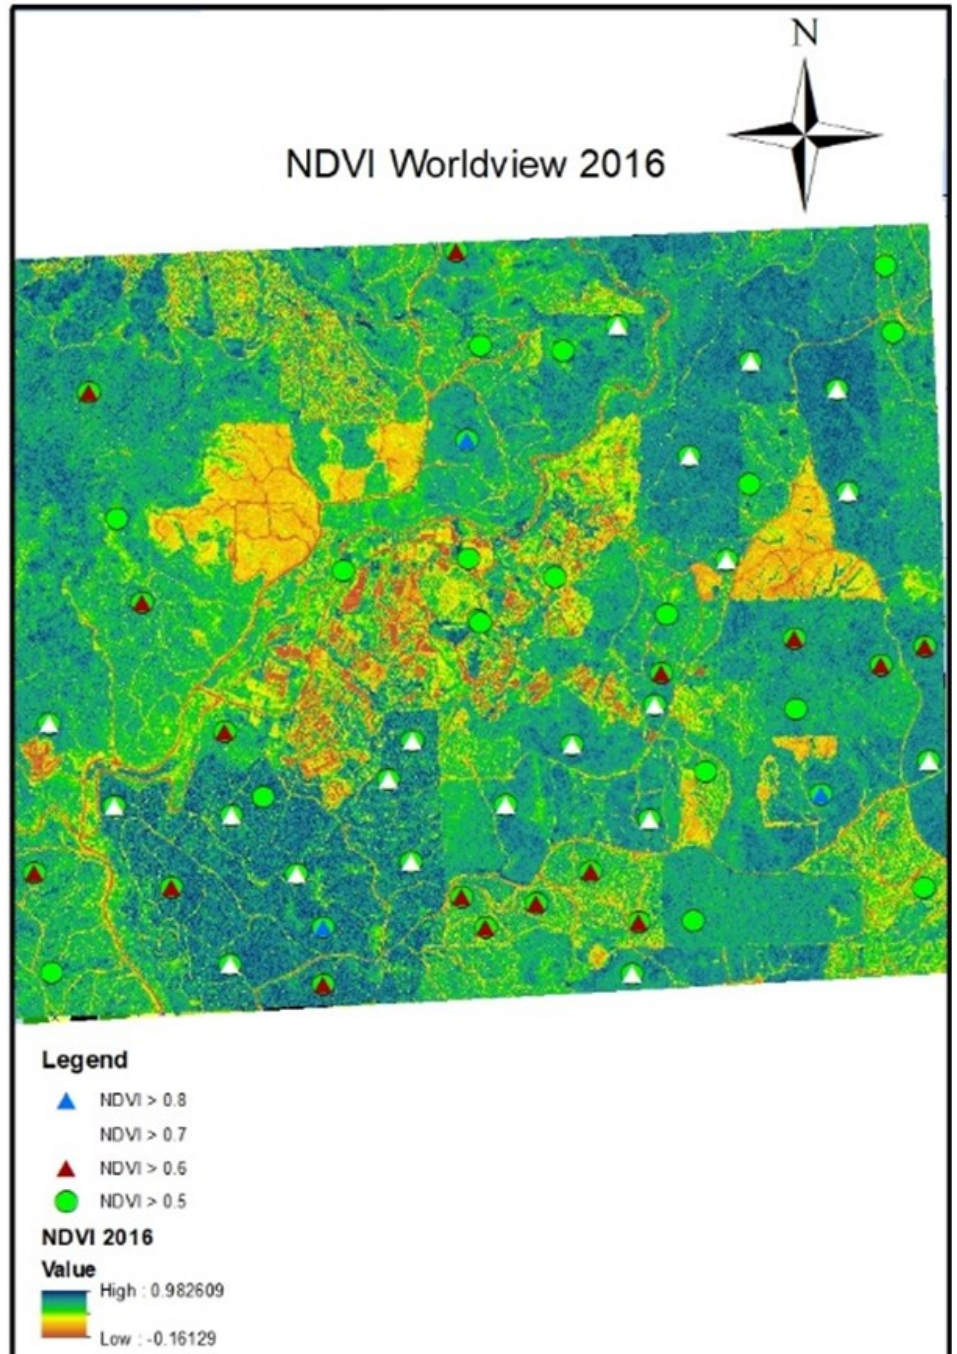 N
NDVI Worldview 2016
Legend
NDVI > 0.8
NDVI > 0.7
NDVI > 0.6
NDVI > 0.5
NDVI 2016
Value
High : 0.982609
Low : -0.16129